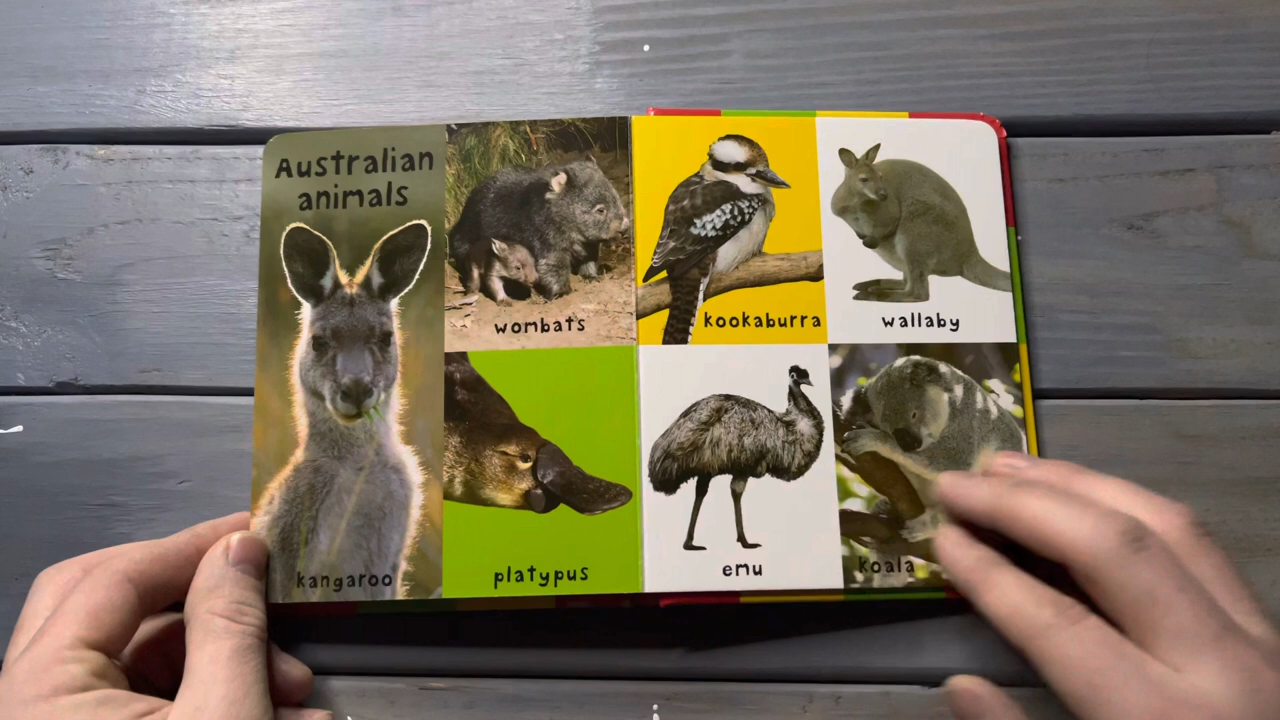 Australian
animals
kangaroo
wombats
platypus
kookaburra
wallaby
emu
koala